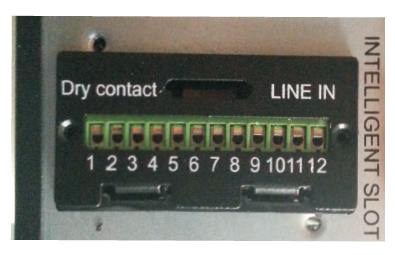 Dry contact LINE IN
1 2 3 4 5 6 7 8 9 10 11 12
INTELLIGENT SLOT